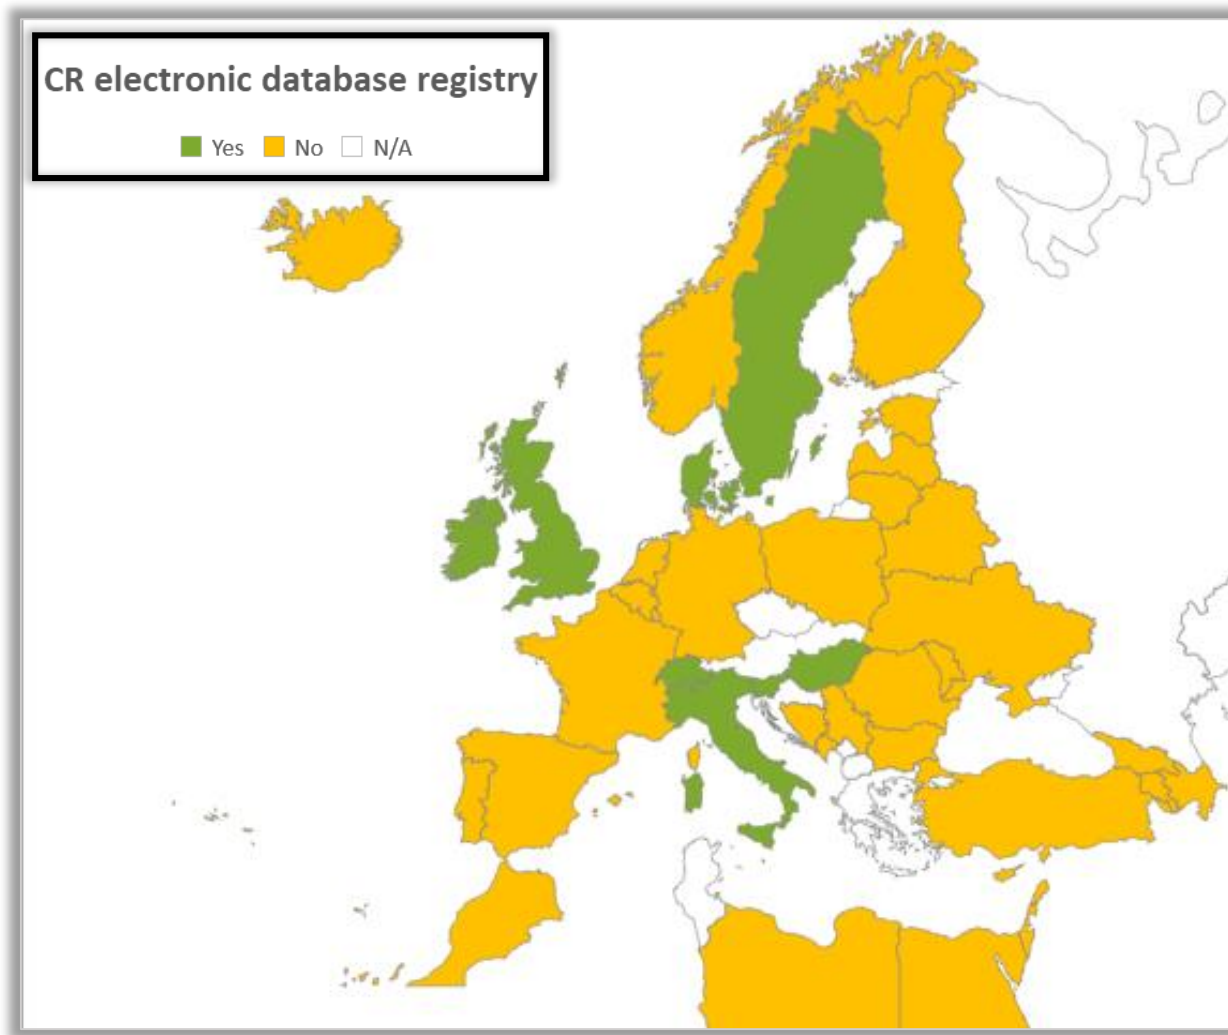 CR electronic database registry
Yes No N/A